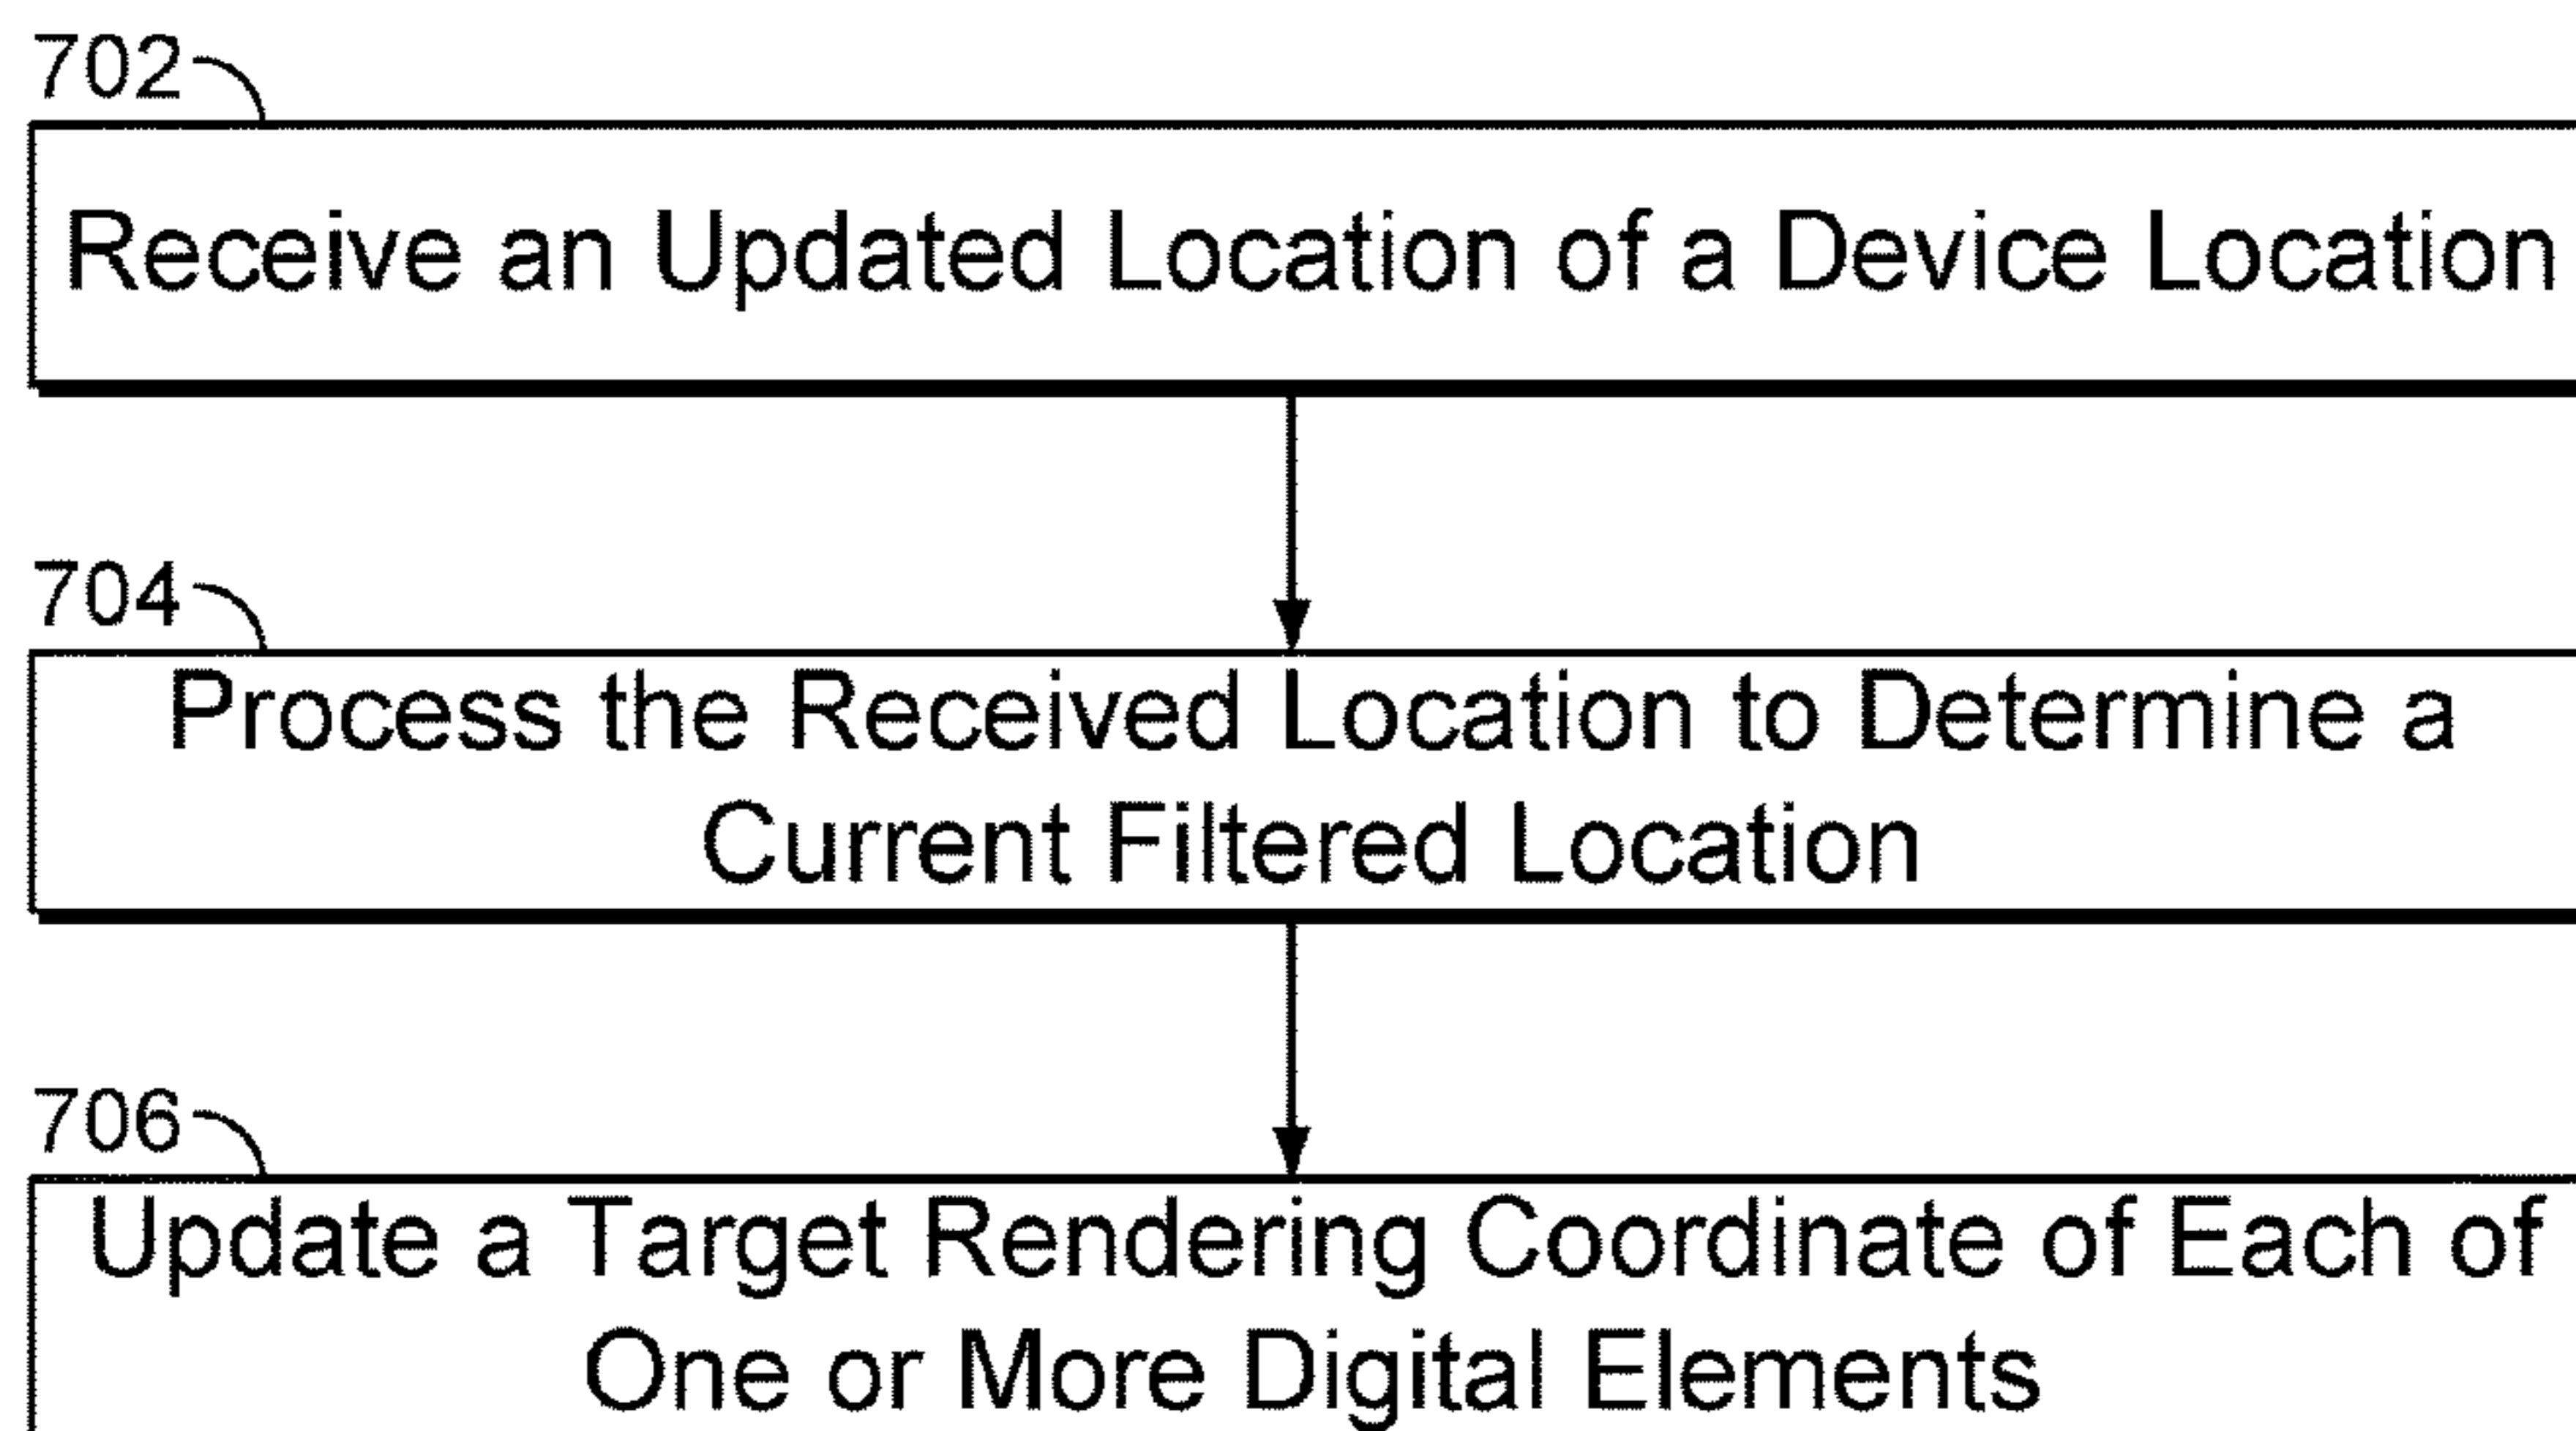 702
Receive an Updated Location of a Device Location
704
Process the Received Location to Determine a
Current Filtered Location
706
Update a Target Rendering Coordinate of Each of
One or More Digital Elements